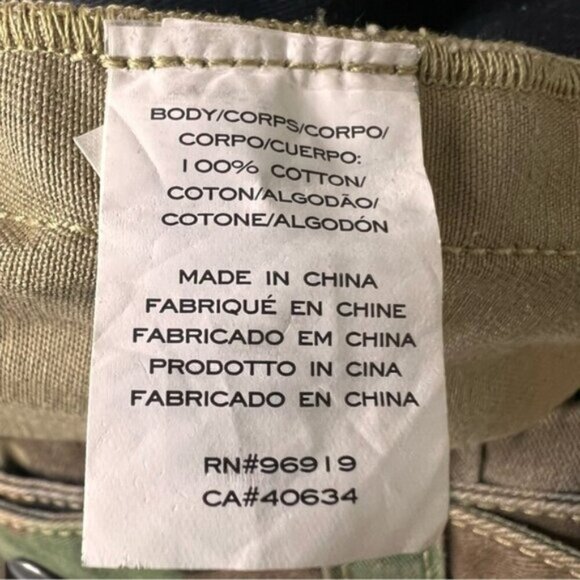 BODY/CORPS/CORPO/
CORPO/CUERPO:
100% COTTON/
COTON/ALGODÃO/
COTONE/ALGODÓN
MADE IN CHINA
FABRIQUÉ EN CHINE
FABRICADO EM CHINA
PRODOTTO IN CINA
FABRICADO EN CHINA
RN#96919
CA#40634